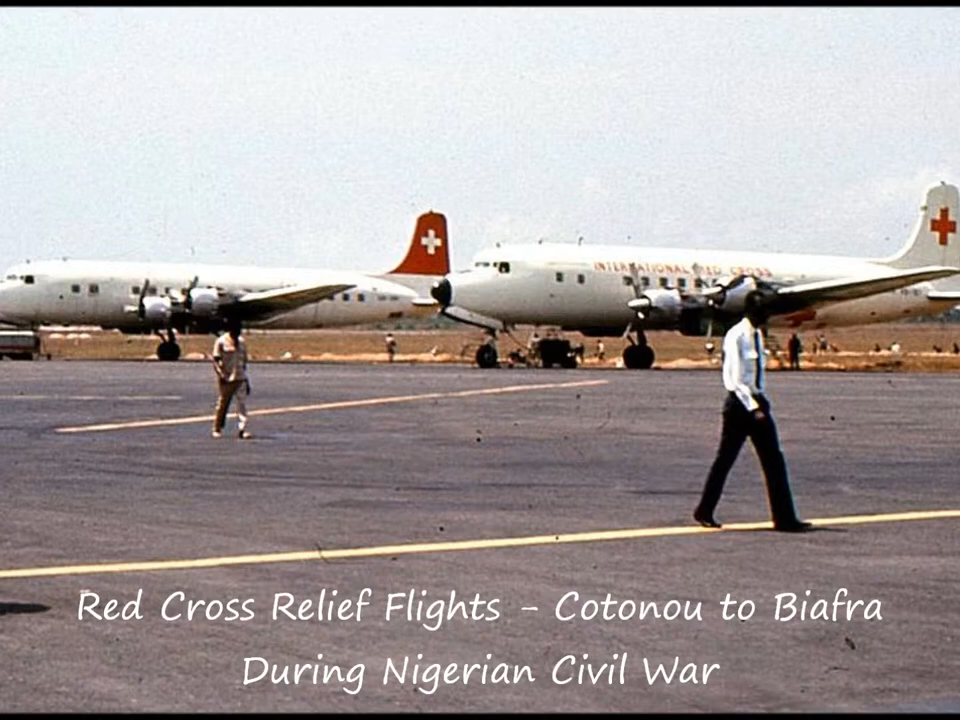 INTERNATIONAL RED CROSS
Red Cross Relief Flights - Cotonou to Biafra
During Nigerian Civil War